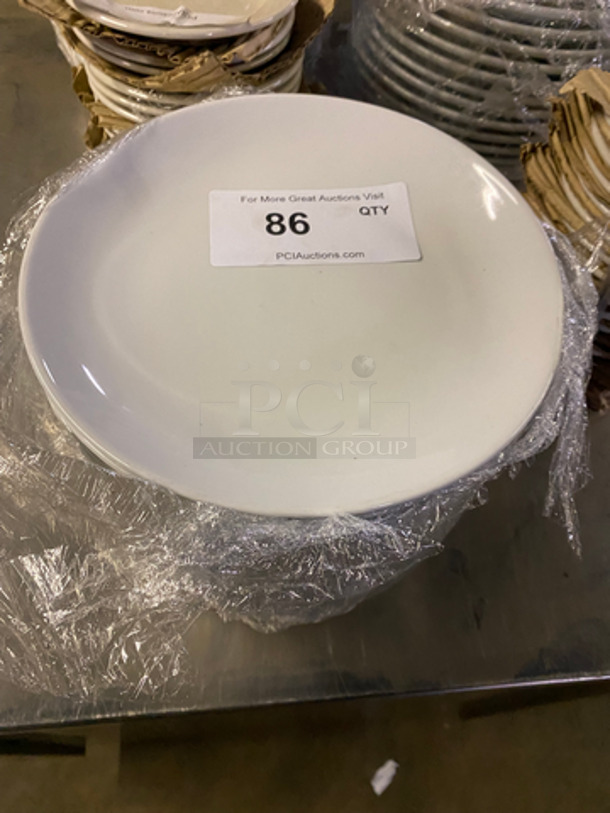 For More Great Auctions Visit
86 QTY
PCIAuctions.com
PCI
AUCTION GROUP